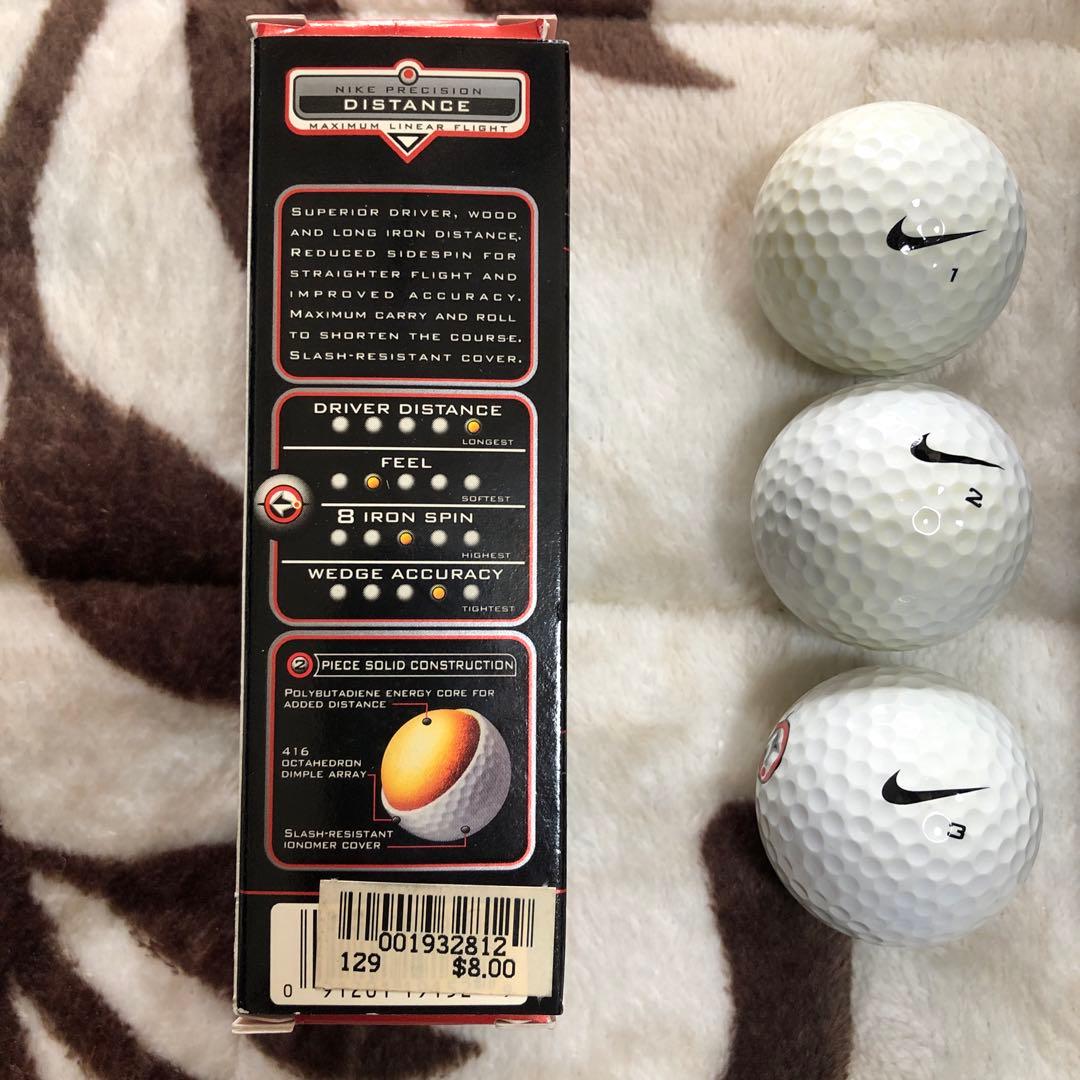 NIKE PRECISION
DISTANCE
MAXIMUM LINEAR FLIGHT
SUPERIOR DRIVER, WOOD
AND LONG IRON DISTANCE.
REDUCED SIDESPIN FOR
STRAIGHTER FLIGHT AND
IMPROVED ACCURACY.
MAXIMUM CARRY AND ROLL
TO SHORTEN THE COURSE.
SLASH-RESISTANT COVER.
DRIVER DISTANCE
LONGEST
FEEL
SOFTEST
8 IRON SPIN
HIGHEST
WEDGE ACCURACY
TIGHTEST
2 PIECE SOLID CONSTRUCTION
POLYBUTADIENE ENERGY CORE FOR
ADDED DISTANCE
416
OCTAHEDRON
DIMPLE ARRAY
SLASH-RESISTANT
IONOMER COVER
001932812
129 $8.00
0
1
2
3